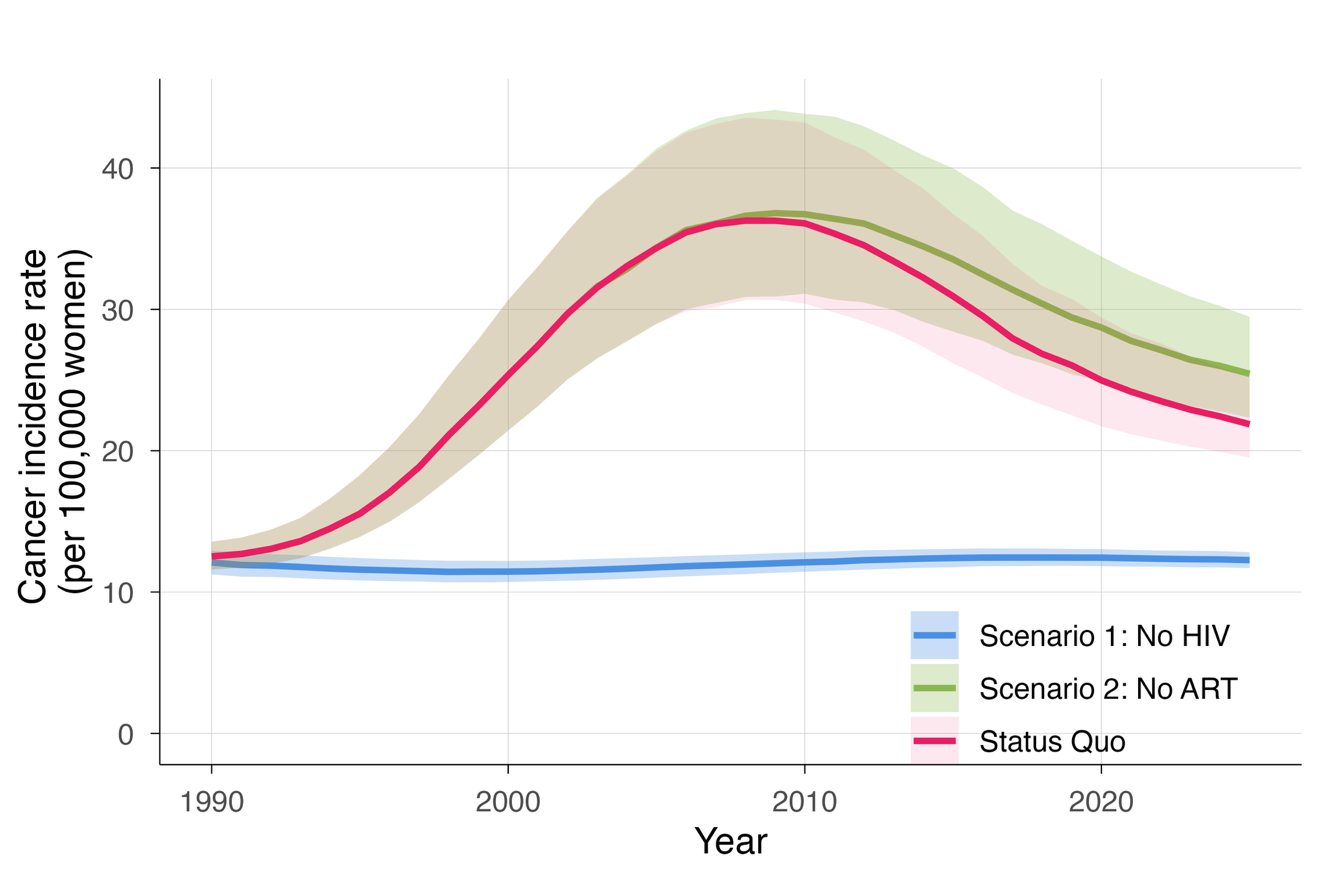 Cancer incidence rate
(per 100,000 women)
40
30
20
10
0
Scenario 1: No HIV
Scenario 2: No ART
Status Quo
1990 2000 2010 2020
Year